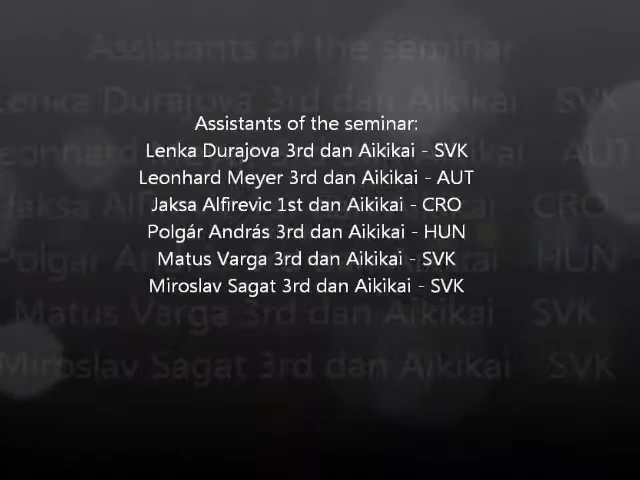 Assistants of the seminar:
Lenka Durajova 3rd dan Aikikai - SVK
Leonhard Meyer 3rd dan Aikikai - AUT
Jaksa Alfirevic 1st dan Aikikai - CRO
Polgár András 3rd dan Aikikai - HUN
Matus Varga 3rd dan Aikikai - SVK
Miroslav Sagat 3rd dan Aikikai - SVK